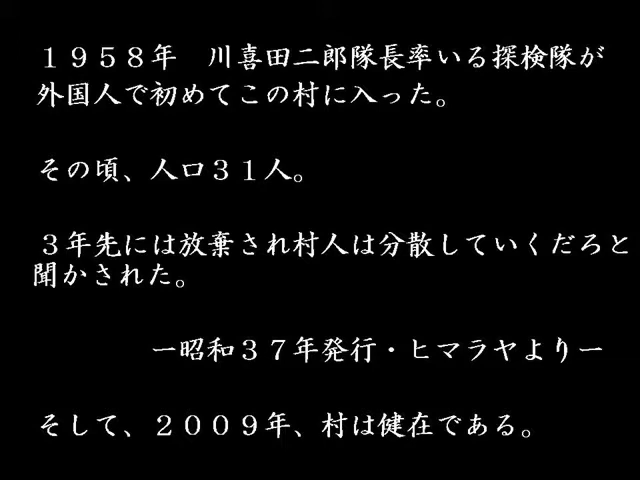 １９５８年　川喜田二郎隊長率いる探検隊が
外国人で初めてこの村に入った。
その頃、人口３１人。
３年先には放棄され村人は分散していくだろと
聞かされた。
ー昭和３７年発行・ヒマラヤよりー
そして、２００９年、村は健在である。